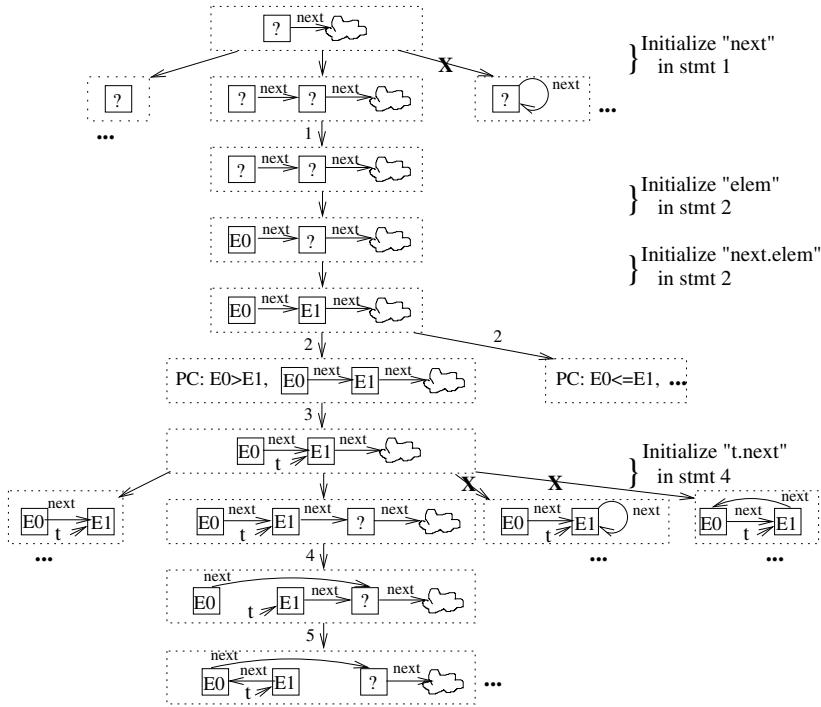 next
?
} Initialize "next"
in stmt 1
X
?
...
next
next
? ?
?
next
...
1
next
next
? ?
} Initialize "elem"
in stmt 2
next
next
E0 ?
} Initialize "next.elem"
in stmt 2
next
next
E0 E1
2
2
PC: E0>E1,
next
next
E0 E1
PC: E0<=E1, ...
3
next
next
E0 E1
t
} Initialize "t.next"
in stmt 4
X
X
next
E0 E1
t
...
next
next
next
E0 E1 ?
t
next
next
E0 E1
t
...
next
next
E0 E1
t
...
4
next
next
next
E0 E1 ?
t
5
next
next
next
E0 E1 ?
t
...